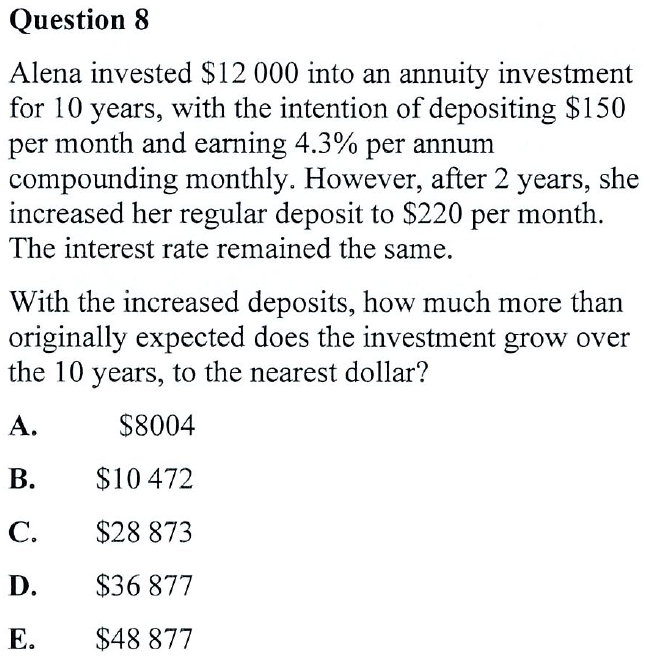 Question 8
Alena invested $12 000 into an annuity investment
for 10 years, with the intention of depositing $150
per month and earning 4.3% per annum
compounding monthly. However, after 2 years, she
increased her regular deposit to $220 per month.
The interest rate remained the same.
With the increased deposits, how much more than
originally expected does the investment grow over
the 10 years, to the nearest dollar?
A. $8004
B. $10 472
C. $28 873
D. $36 877
E. $48 877